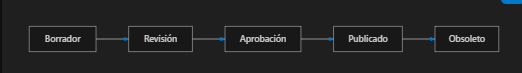 Borrador
Revisión
Aprobación
Publicado
Obsoleto